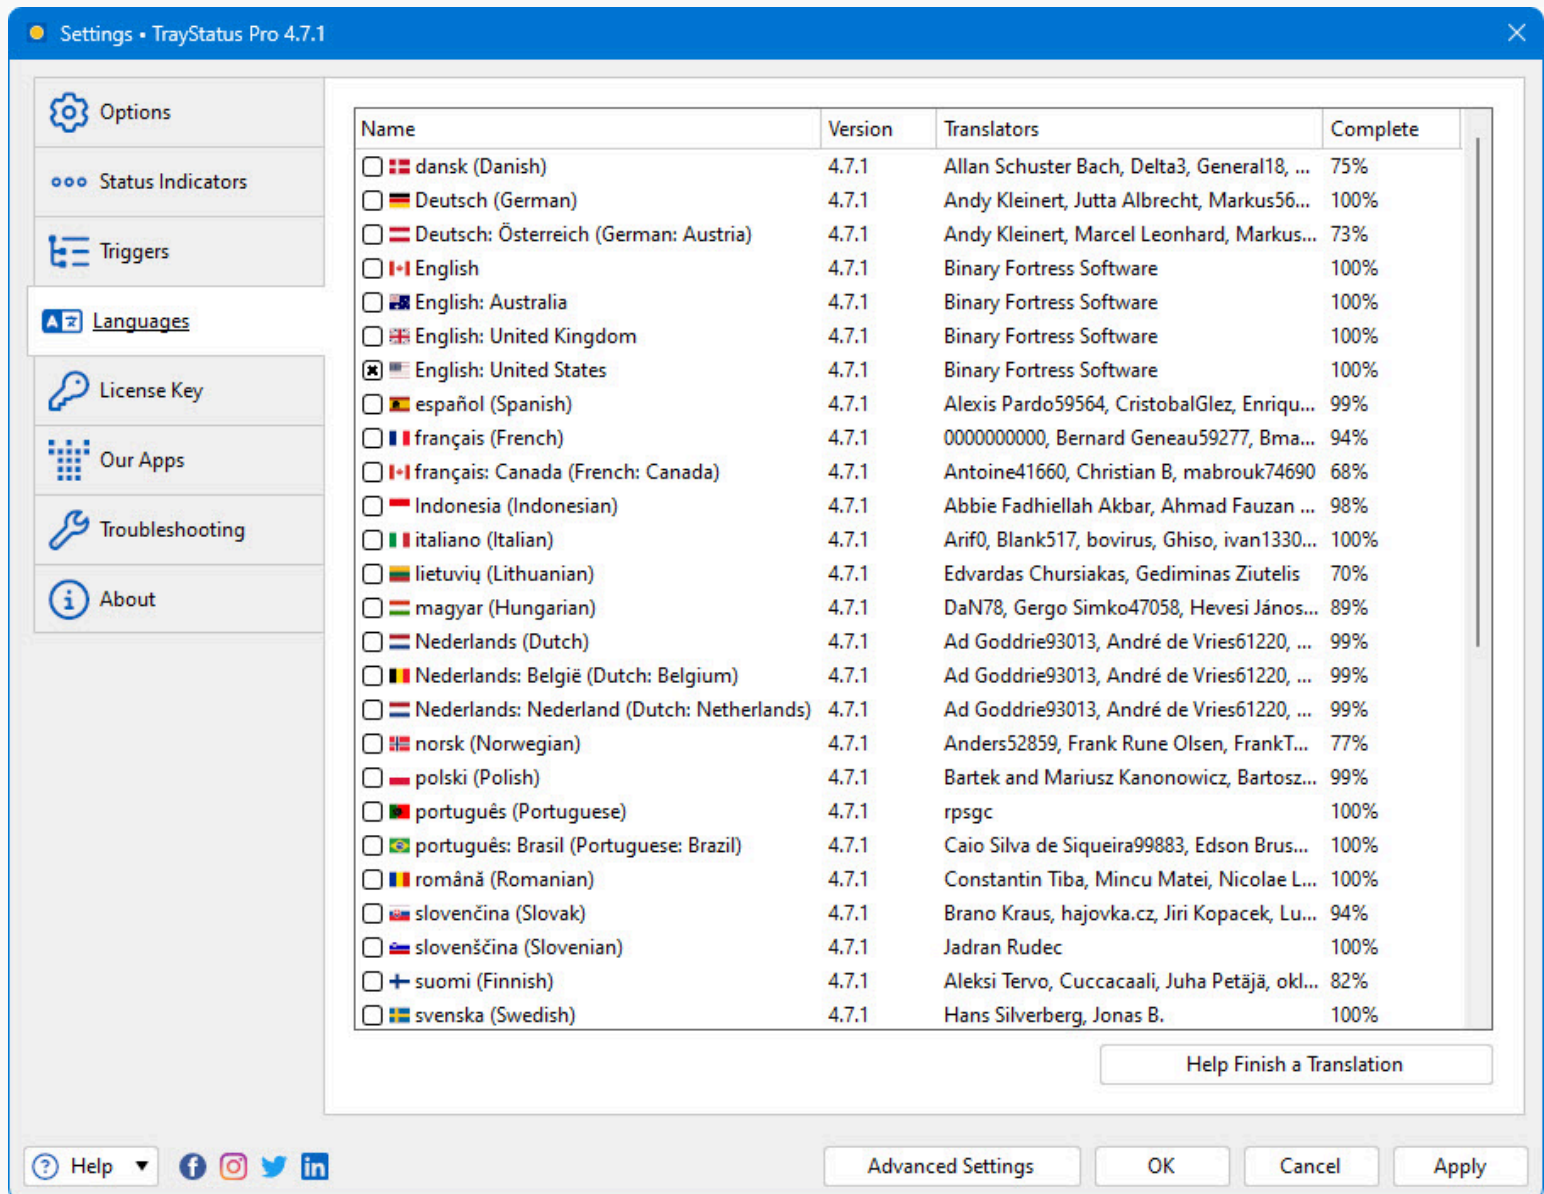 Settings • TrayStatus Pro 4.7.1
Options
Status Indicators
Triggers
Languages
License Key
Our Apps
Troubleshooting
About
Name Version Translators Complete
dansk (Danish) 4.7.1 Allan Schuster Bach, Delta3, General18, ... 75%
Deutsch (German) 4.7.1 Andy Kleinert, Jutta Albrecht, Markus56... 100%
Deutsch: Österreich (German: Austria) 4.7.1 Andy Kleinert, Marcel Leonhard, Markus... 73%
English 4.7.1 Binary Fortress Software 100%
English: Australia 4.7.1 Binary Fortress Software 100%
English: United Kingdom 4.7.1 Binary Fortress Software 100%
English: United States 4.7.1 Binary Fortress Software 100%
español (Spanish) 4.7.1 Alexis Pardo59564, CristobalGlez, Enriqu... 99%
français (French) 4.7.1 0000000000, Bernard Geneau59277, Bma... 94%
français: Canada (French: Canada) 4.7.1 Antoine41660, Christian B, mabrouk74690 68%
Indonesia (Indonesian) 4.7.1 Abbie Fadhiellah Akbar, Ahmad Fauzan ... 98%
italiano (Italian) 4.7.1 Arif0, Blank517, bovirus, Ghiso, ivan1330... 100%
lietuvių (Lithuanian) 4.7.1 Edvardas Chursiakas, Gediminas Ziutelis 70%
magyar (Hungarian) 4.7.1 DaN78, Gergo Simko47058, Hevesi János... 89%
Nederlands (Dutch) 4.7.1 Ad Goddrie93013, André de Vries61220, ... 99%
Nederlands: België (Dutch: Belgium) 4.7.1 Ad Goddrie93013, André de Vries61220, ... 99%
Nederlands: Nederland (Dutch: Netherlands) 4.7.1 Ad Goddrie93013, André de Vries61220, ... 99%
norsk (Norwegian) 4.7.1 Anders52859, Frank Rune Olsen, FrankT... 77%
polski (Polish) 4.7.1 Bartek and Mariusz Kanonowicz, Bartosz... 99%
português (Portuguese) 4.7.1 rpsgc 100%
português: Brasil (Portuguese: Brazil) 4.7.1 Caio Silva de Siqueira99883, Edson Brus... 100%
română (Romanian) 4.7.1 Constantin Tiba, Mincu Matei, Nicolae L... 100%
slovenčina (Slovak) 4.7.1 Brano Kraus, hajovka.cz, Jiri Kopacek, Lu... 94%
slovenščina (Slovenian) 4.7.1 Jadran Rudec 100%
suomi (Finnish) 4.7.1 Aleksi Tervo, Cuccacaali, Juha Petäjä, okl... 82%
svenska (Swedish) 4.7.1 Hans Silverberg, Jonas B. 100%
Help Finish a Translation
Help
Advanced Settings
OK
Cancel
Apply